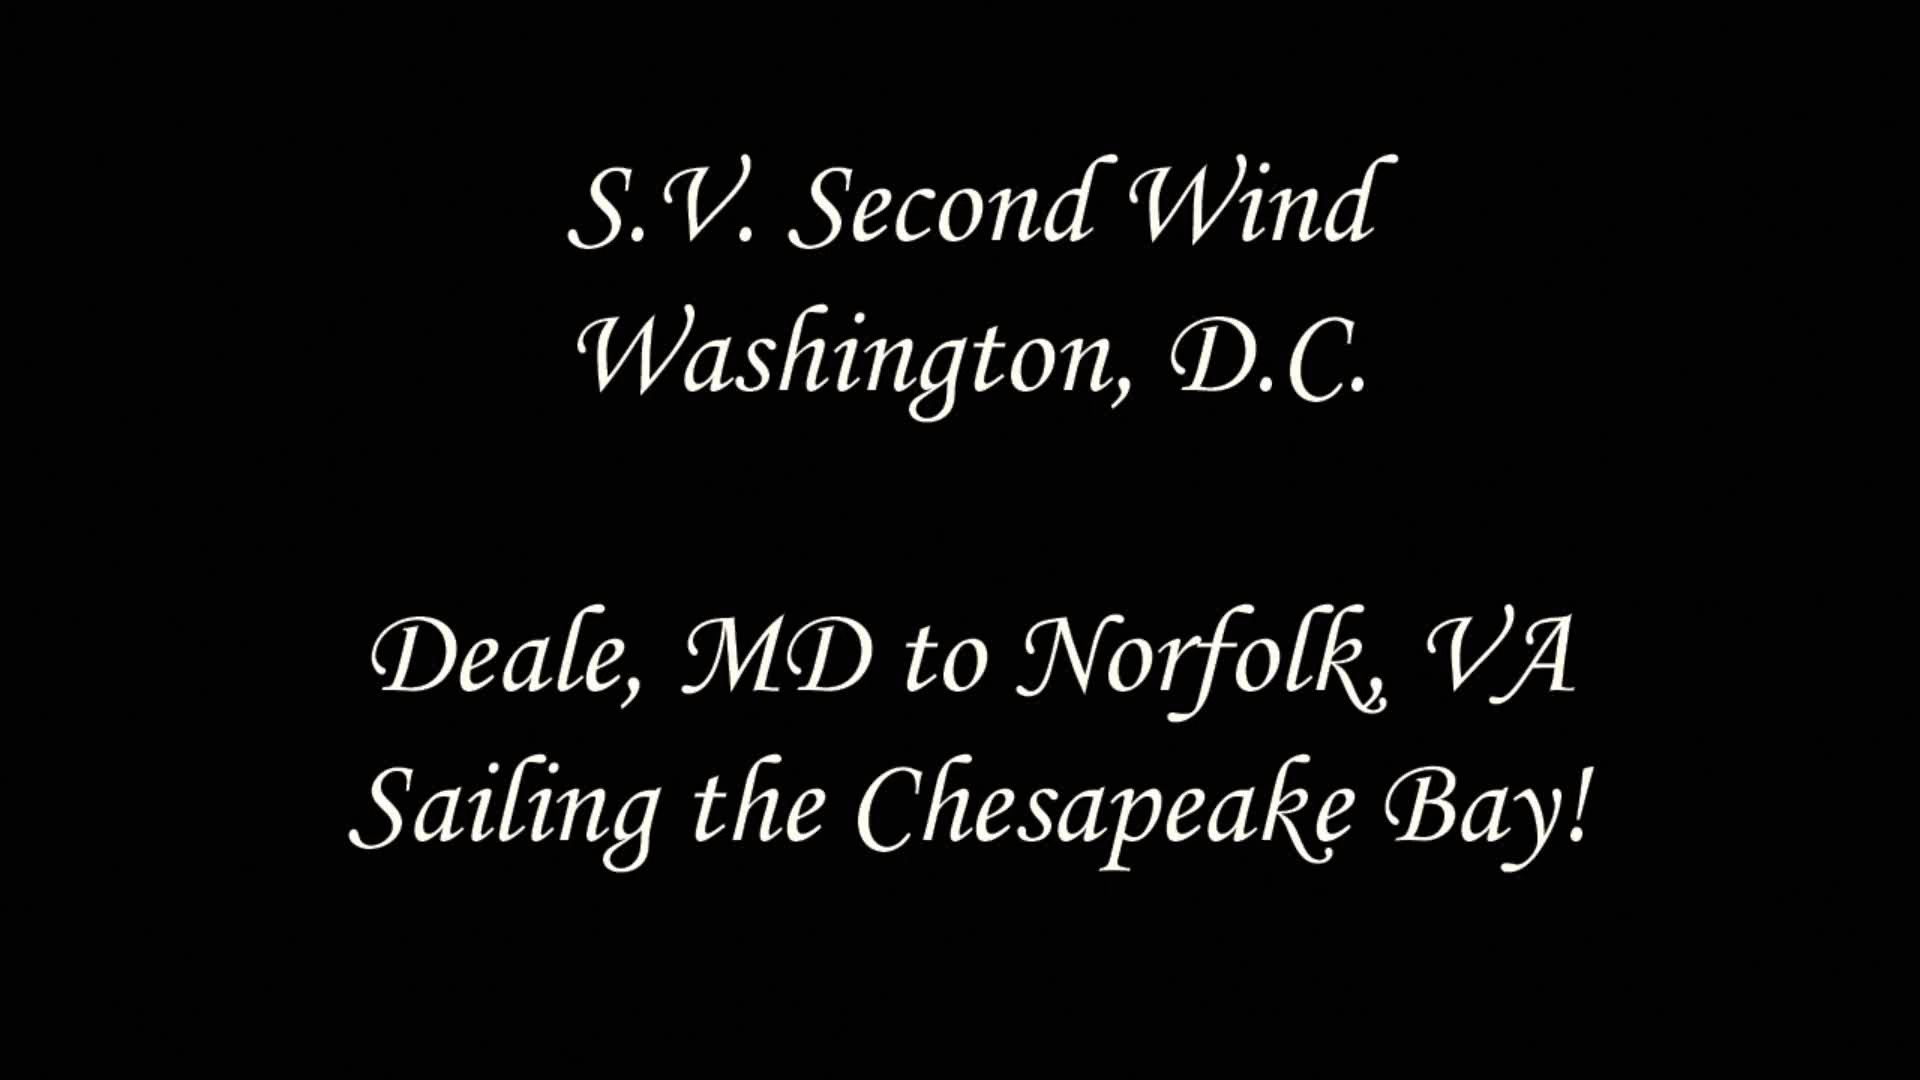 S.V. Second Wind
Washington, D.C.
Deale, MD to Norfolk, VA
Sailing the Chesapeake Bay!